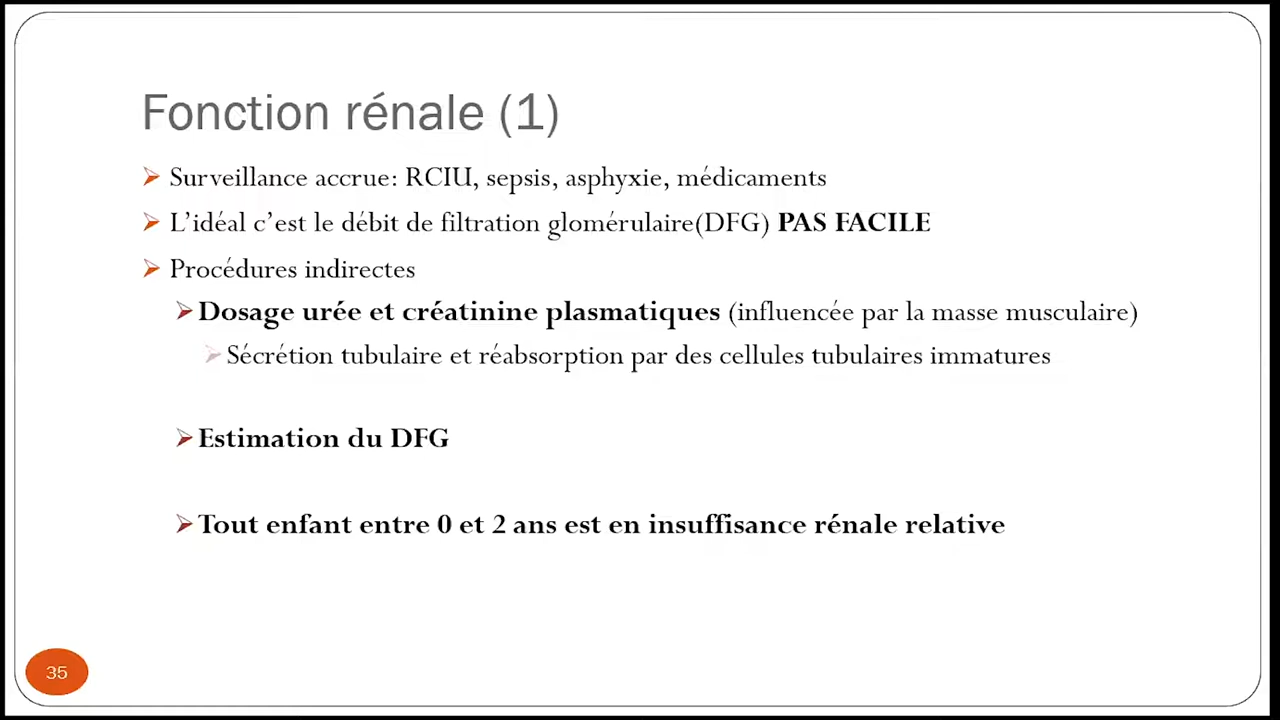 Fonction rénale (1)
Surveillance accrue: RCIU, sepsis, asphyxie, médicaments
L’idéal c’est le débit de filtration glomérulaire(DFG) PAS FACILE
Procédures indirectes
Dosage urée et créatinine plasmatiques (influencée par la masse musculaire)
Sécrétion tubulaire et réabsorption par des cellules tubulaires immatures
Estimation du DFG
Tout enfant entre 0 et 2 ans est en insuffisance rénale relative
35